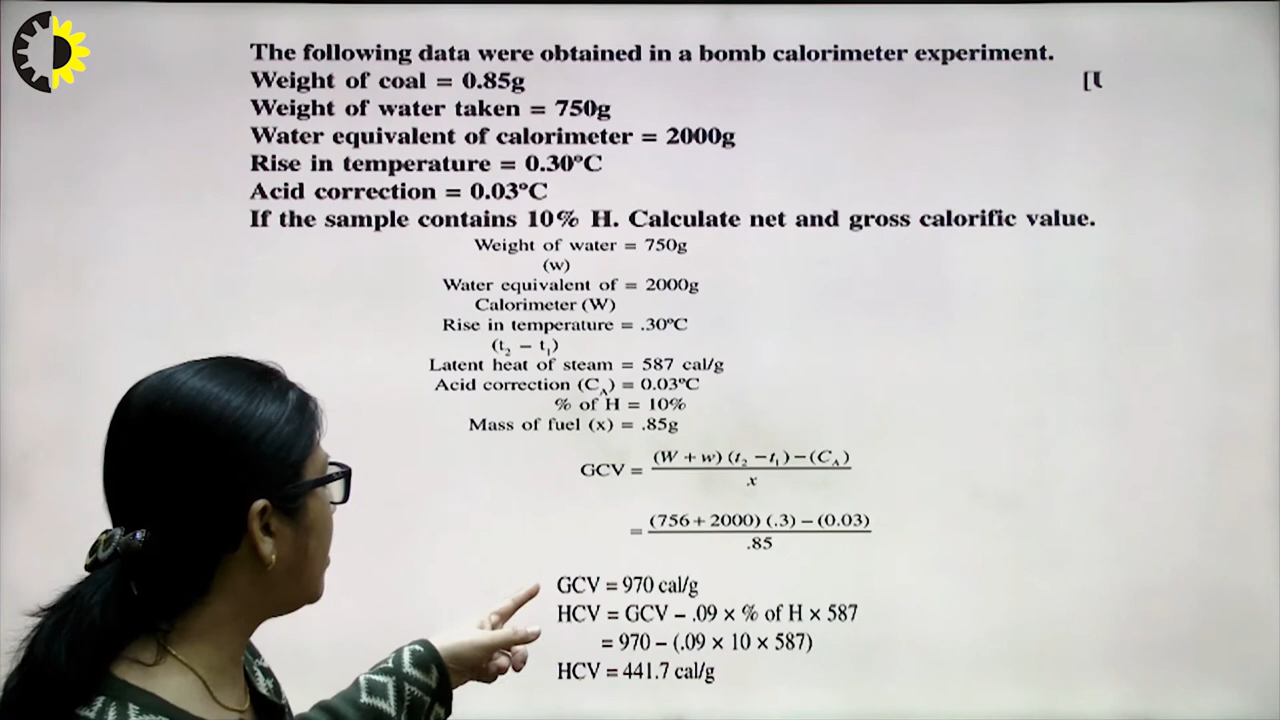 The following data were obtained in a bomb calorimeter experiment.
Weight of coal = 0.85g
Weight of water taken = 750g
Water equivalent of calorimeter = 2000g
Rise in temperature = 0.30°C
Acid correction = 0.03°C
If the sample contains 10% H. Calculate net and gross calorific value.
Weight of water = 750g
(w)
Water equivalent of = 2000g
Calorimeter (W)
Rise in temperature = .30°C
(t₂ − t₁)
Latent heat of steam = 587 cal/g
Acid correction (C_A) = 0.03°C
% of H = 10%
Mass of fuel (x) = .85g
GCV = (W + w) (t₂ − t₁) − (C_A)
x
= (756 + 2000) (.3) − (0.03)
.85
GCV = 970 cal/g
HCV = GCV − .09 × % of H × 587
= 970 − (.09 × 10 × 587)
HCV = 441.7 cal/g